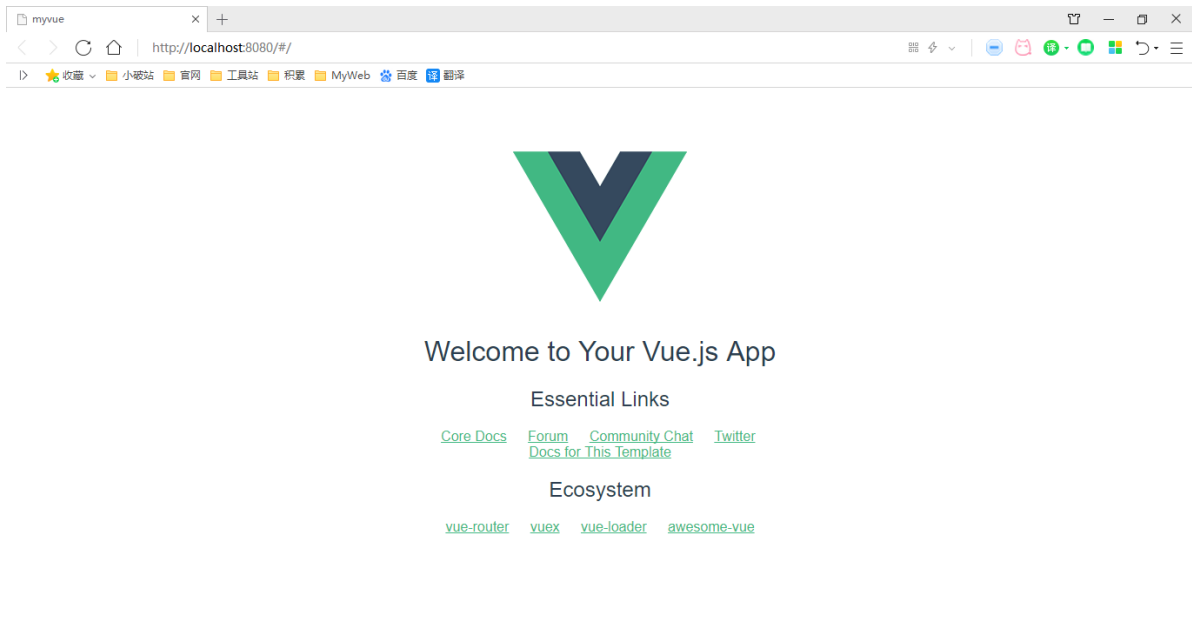 myvue
http://localhost:8080/#/
译
收藏 小破站 官网 工具站 积累 MyWeb 百度 译 翻译
Welcome to Your Vue.js App
Essential Links
Core Docs Forum Community Chat Twitter
Docs for This Template
Ecosystem
vue-router vuex vue-loader awesome-vue